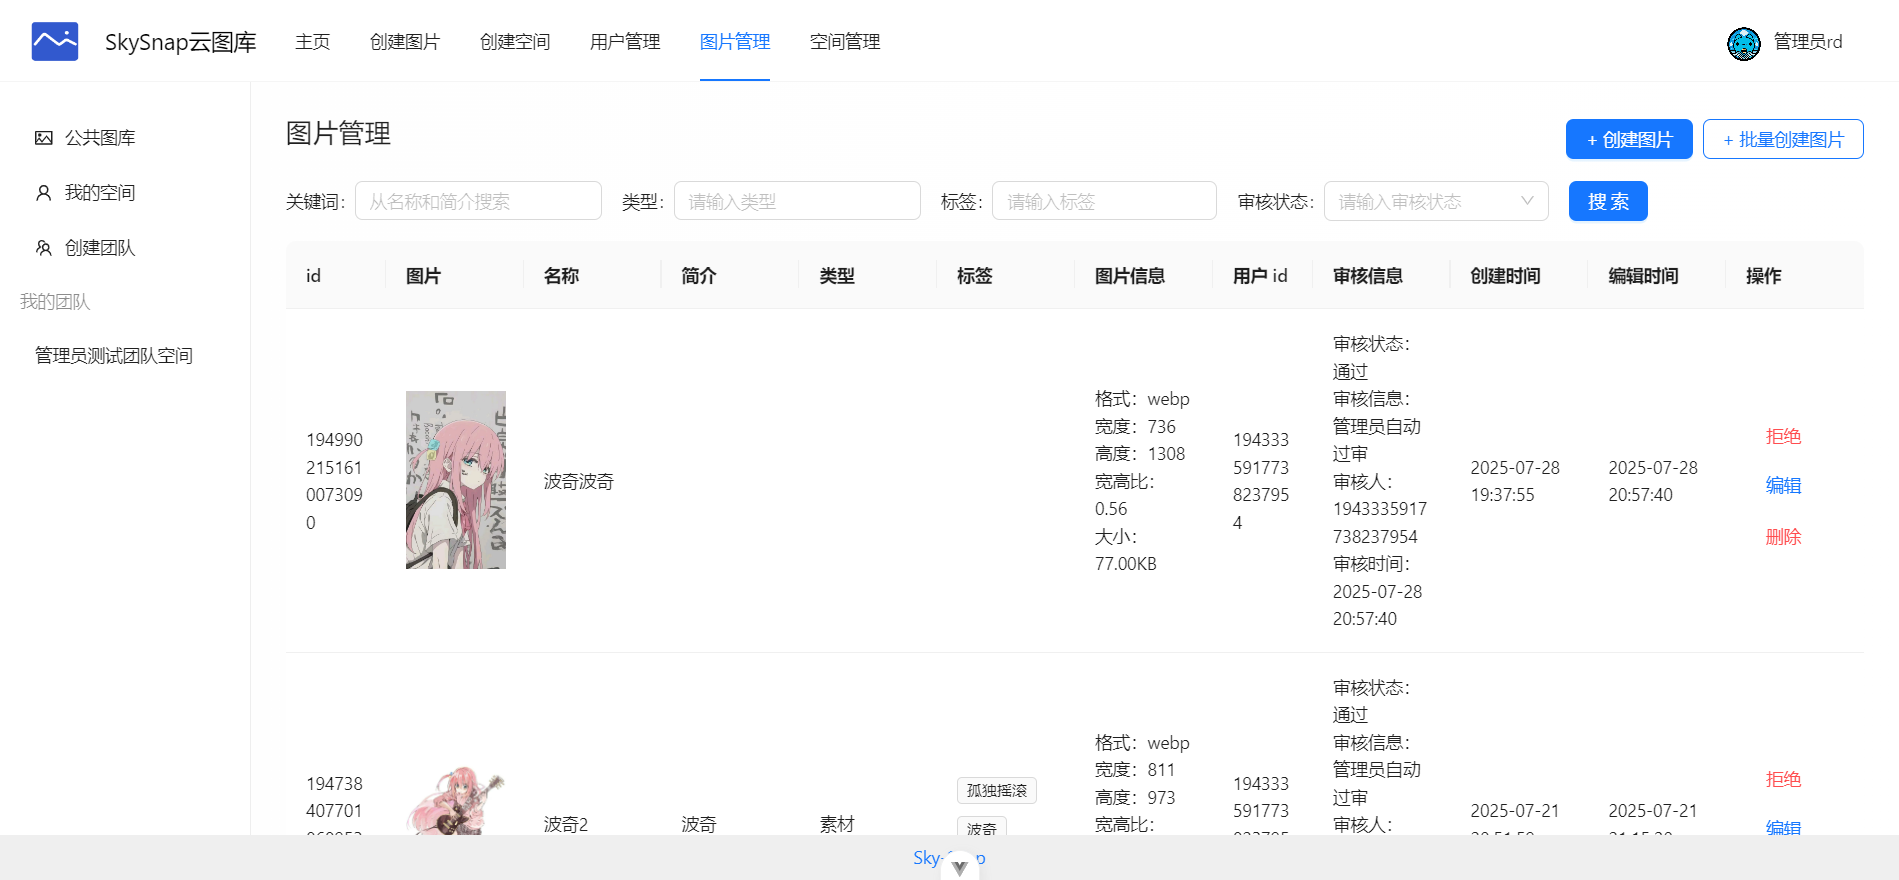 SkySnap云图库
主页
创建图片
创建空间
用户管理
图片管理
空间管理
管理员rd
公共图库
我的空间
创建团队
我的团队
管理员测试团队空间
图片管理
+ 创建图片
+ 批量创建图片
关键词: 从名称和简介搜索
类型: 请输入类型
标签: 请输入标签
审核状态: 请输入审核状态
搜 索
id
图片
名称
简介
类型
标签
图片信息
用户 id
审核信息
创建时间
编辑时间
操作
194990
215161
007309
0
波奇波奇
格式：webp
宽度：736
高度：1308
宽高比：
0.56
大小：
77.00KB
194333
591773
823795
4
审核状态：
通过
审核信息：
管理员自动
过审
审核人：
1943335917
738237954
审核时间：
2025-07-28
20:57:40
2025-07-28
19:37:55
2025-07-28
20:57:40
拒绝
编辑
删除
194738
407701
波奇2
波奇
素材
孤独摇滚
波奇
格式：webp
宽度：811
高度：973
宽高比：
194333
591773
审核状态：
通过
审核信息：
管理员自动
过审
审核人：
2025-07-21
2025-07-21
拒绝
编辑